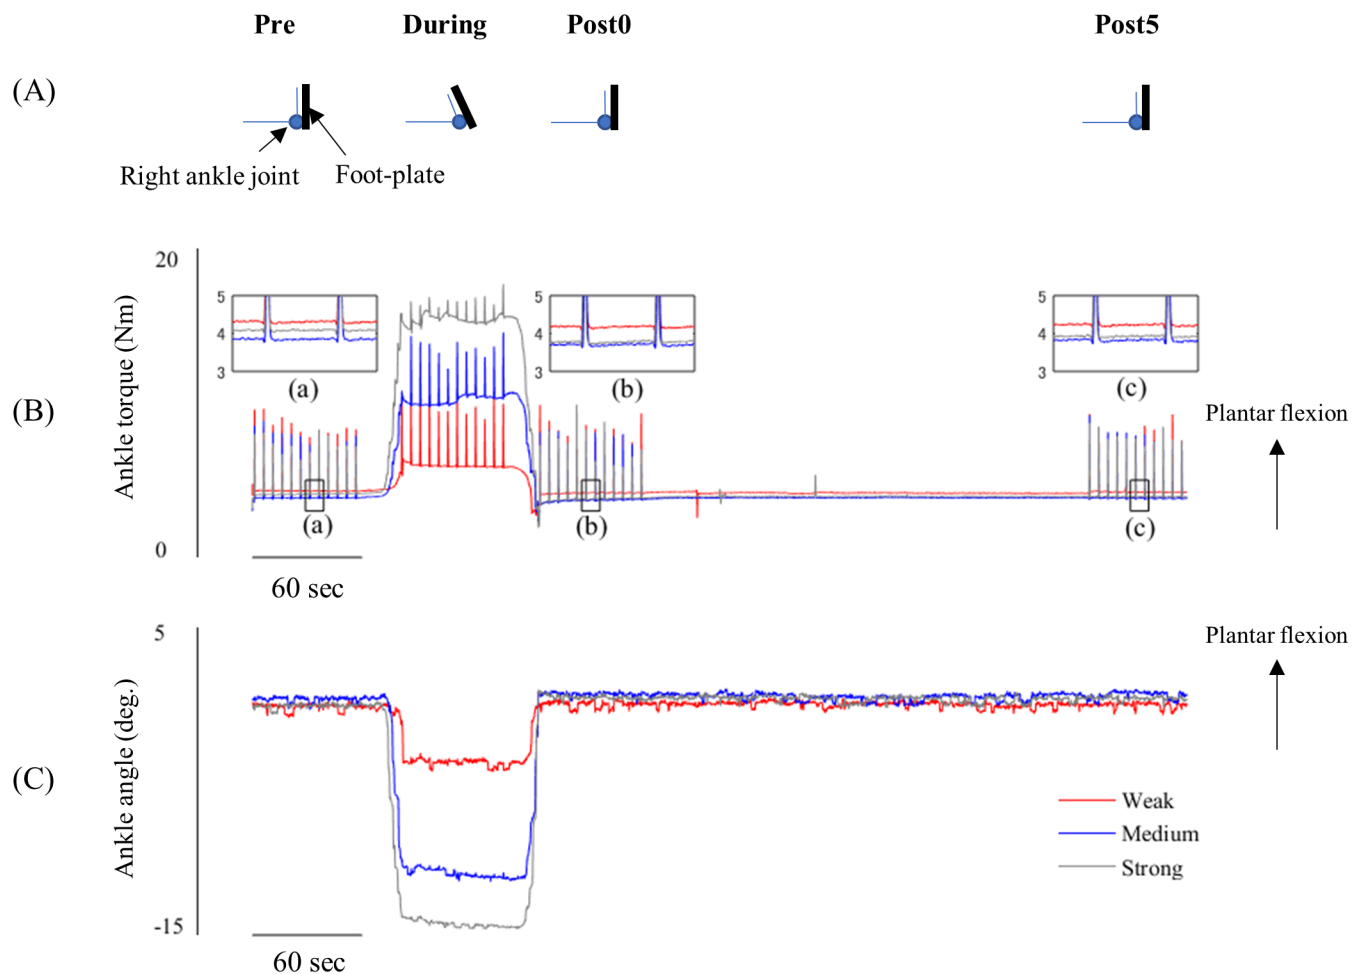 Pre During Post0 Post5
(A)
Right ankle joint Foot-plate
20
5 5 5
4 4 4
3 3 3
(a) (b) (c)
Ankle torque (Nm)
(B)
Plantar flexion
(a) (b) (c)
0
60 sec
5
Plantar flexion
Ankle angle (deg.)
(C)
Weak
Medium
Strong
-15
60 sec